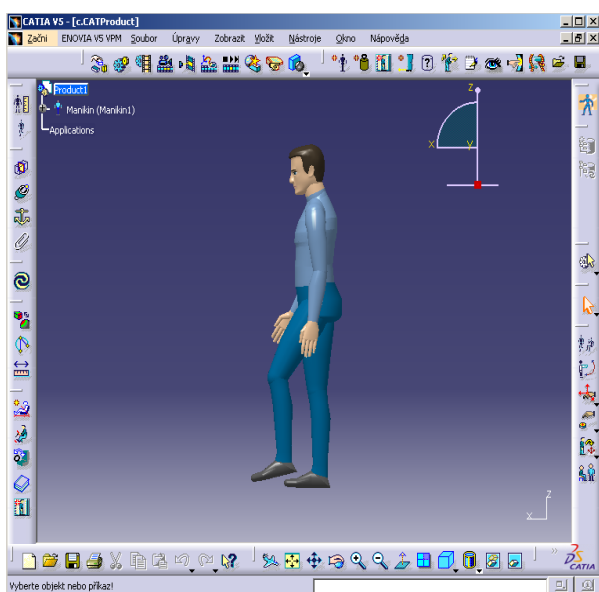 CATIA V5 - [c.CATProduct]
Začni ENOVIA V5 VPM Soubor Úpravy Zobrazit Vložit Nástroje Okno Nápověda
Product1
Manikin (Manikin1)
Applications
z
x
y
z
x
CATIA
Vyberte objekt nebo příkaz!